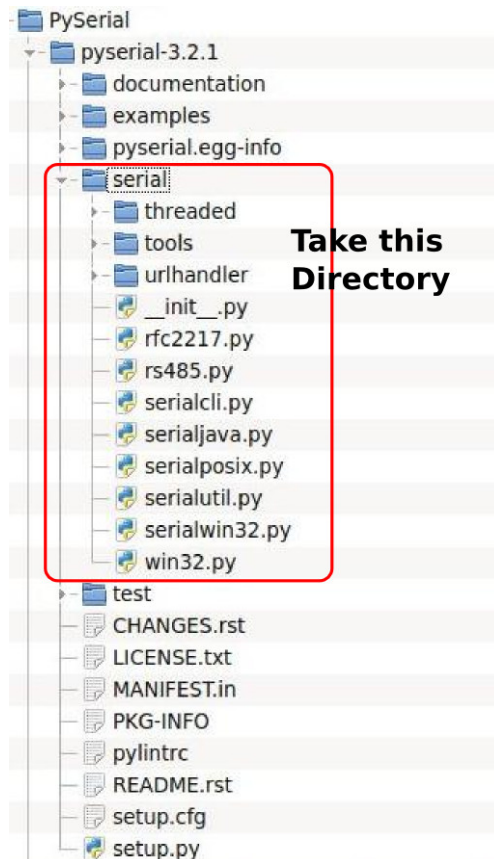 PySerial
pyserial-3.2.1
documentation
examples
pyserial.egg-info
serial
threaded
tools
Take this
urlhandler
Directory
__init__.py
rfc2217.py
rs485.py
serialcli.py
serialjava.py
serialposix.py
serialutil.py
serialwin32.py
win32.py
test
CHANGES.rst
LICENSE.txt
MANIFEST.in
PKG-INFO
pylintrc
README.rst
setup.cfg
setup.py